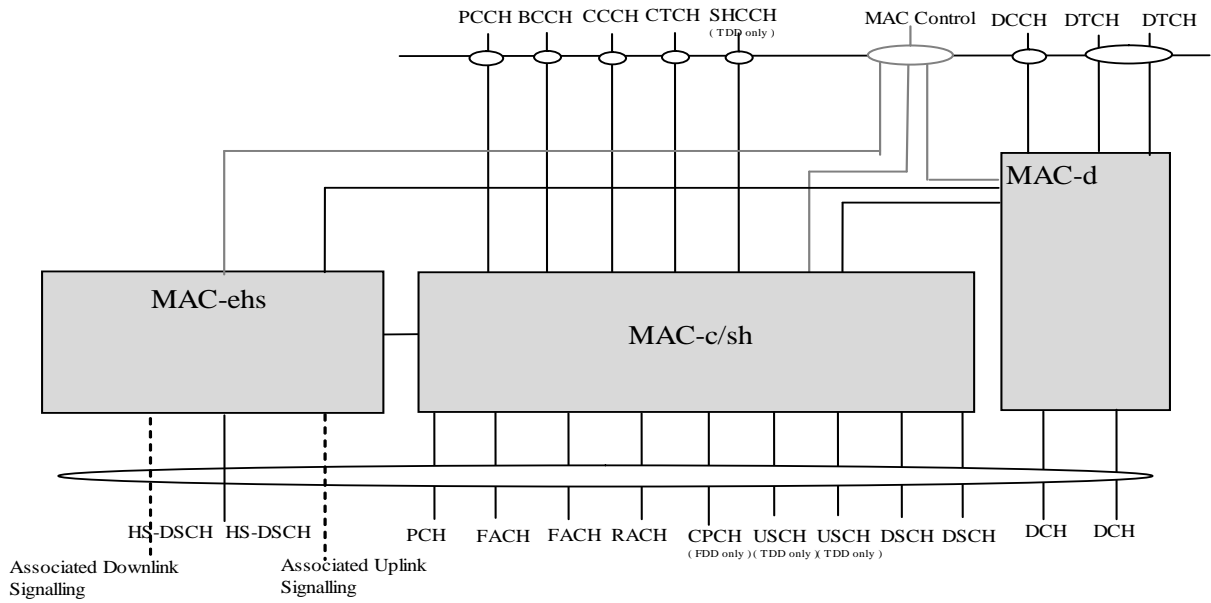 PCCH BCCH CCCH CTCH SHCCH MAC Control DCCH DTCH DTCH
( TDD only )
MAC-d
MAC-ehs
MAC-c/sh
HS-DSCH HS-DSCH PCH FACH FACH RACH CPCH USCH USCH DSCH DSCH DCH DCH
( FDD only ) ( TDD only ) ( TDD only )
Associated Downlink
Signalling
Associated Uplink
Signalling